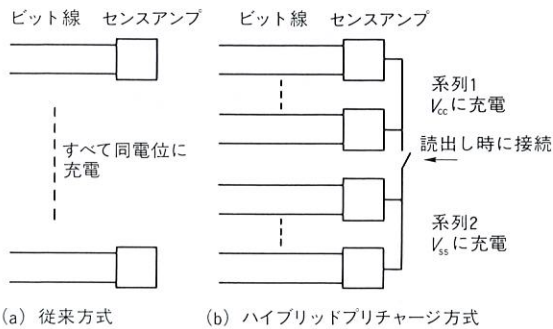 ビット線 センスアンプ
すべて同電位に
充電
(a) 従来方式
ビット線 センスアンプ
系列1
Vccに充電
読出し時に接続
系列2
Vssに充電
(b) ハイブリッドプリチャージ方式